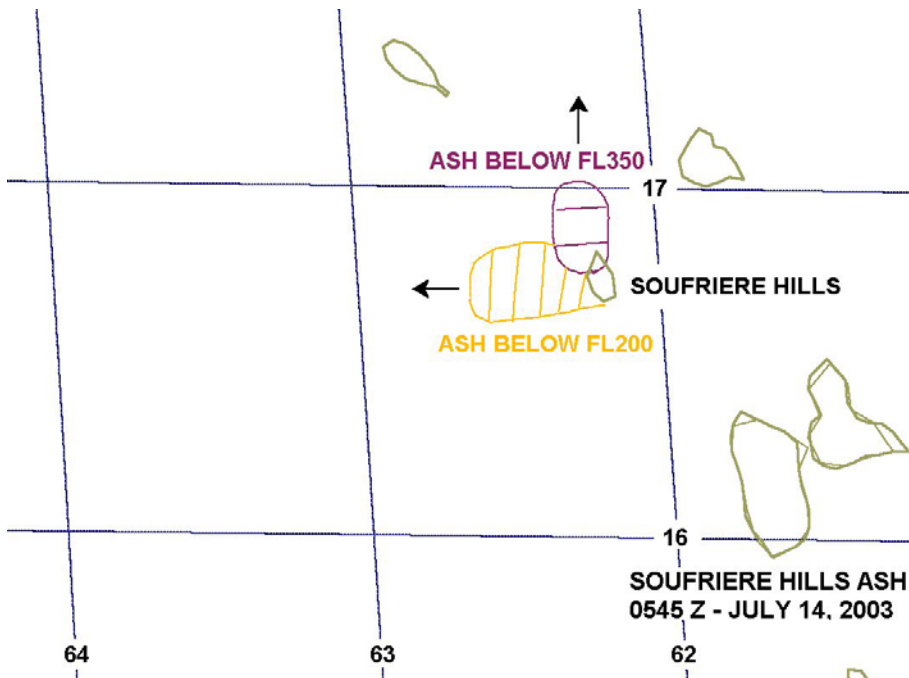 ASH BELOW FL350
17
SOUFRIERE HILLS
ASH BELOW FL200
16
SOUFRIERE HILLS ASH
0545 Z - JULY 14, 2003
64
63
62